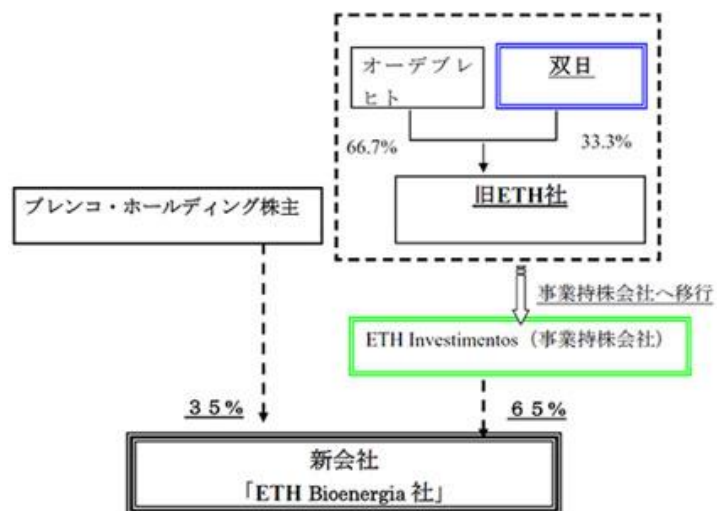 オーデブレ
ヒト
双日
66.7%
33.3%
旧ETH社
ブレンコ・ホールディング株主
事業持株会社へ移行
ETH Investimentos（事業持株会社）
３５％
６５％
新会社
「ETH Bioenergia 社」